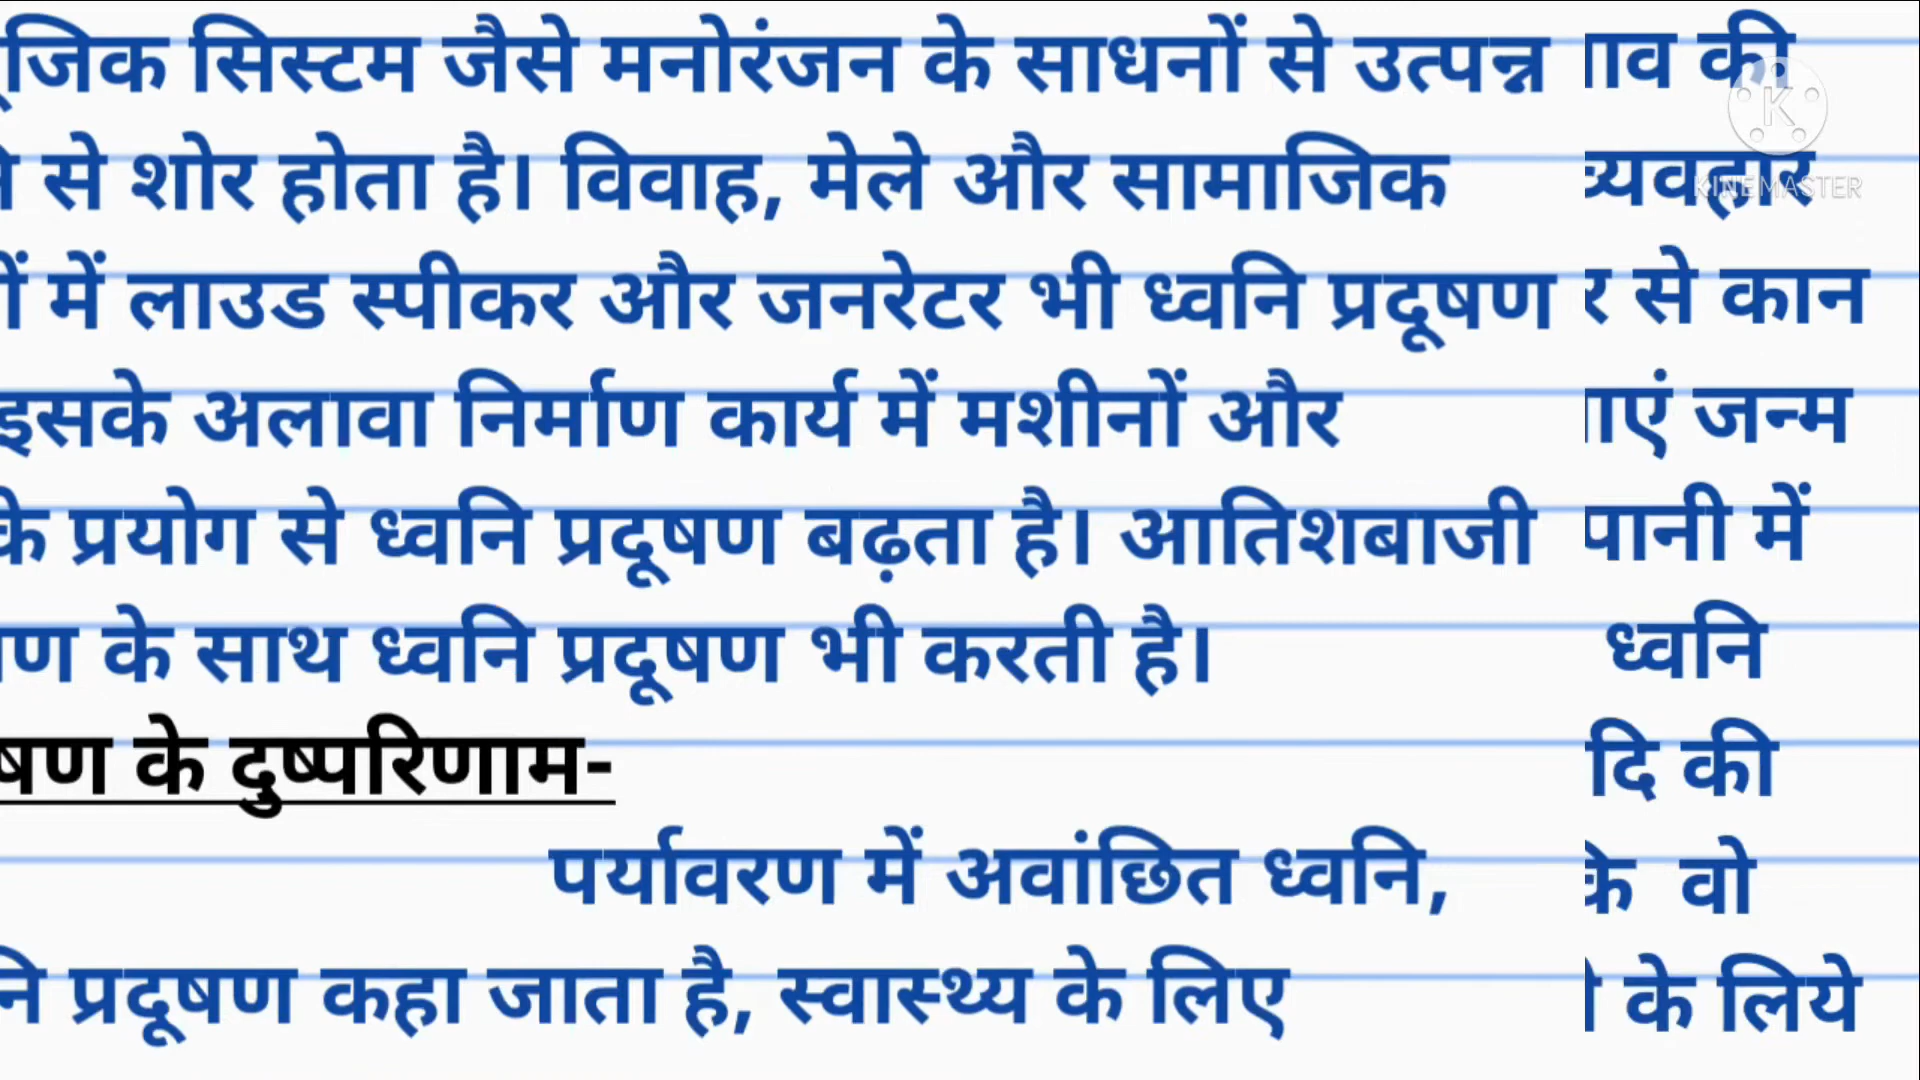 सिस्टम जैसे मनोरंजन के साधनों से उत्पन्न
से शोर होता है। विवाह, मेले और सामाजिक
में लाउड स्पीकर और जनरेटर भी ध्वनि प्रदूषण
इसके अलावा निर्माण कार्य में मशीनों और
के प्रयोग से ध्वनि प्रदूषण बढ़ता है। आतिशबाजी
के साथ ध्वनि प्रदूषण भी करती है।
के दुष्परिणाम-
पर्यावरण में अवांछित ध्वनि,
प्रदूषण कहा जाता है, स्वास्थ्य के लिए
की
व्यवहार
से कान
जन्म
पानी में
ध्वनि
की
वो
के लिये
K
KINEMASTER